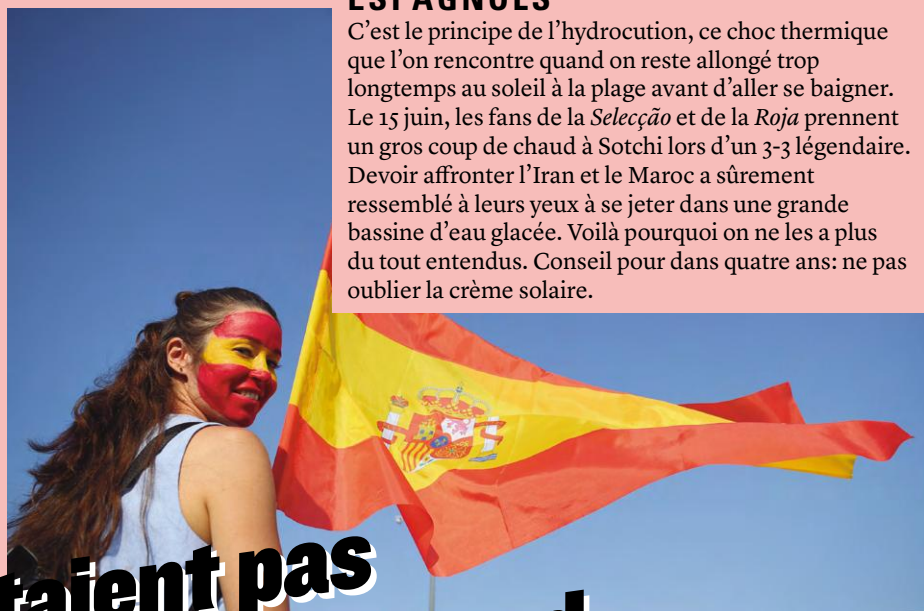 ESPAGNOLS
C’est le principe de l’hydrocution, ce choc thermique
que l’on rencontre quand on reste allongé trop
longtemps au soleil à la plage avant d’aller se baigner.
Le 15 juin, les fans de la Selecção et de la Roja prennent
un gros coup de chaud à Sotchi lors d’un 3-3 légendaire.
Devoir affronter l’Iran et le Maroc a sûrement
ressemblé à leurs yeux à se jeter dans une grande
bassine d’eau glacée. Voilà pourquoi on ne les a plus
du tout entendus. Conseil pour dans quatre ans: ne pas
oublier la crème solaire.
taient pas